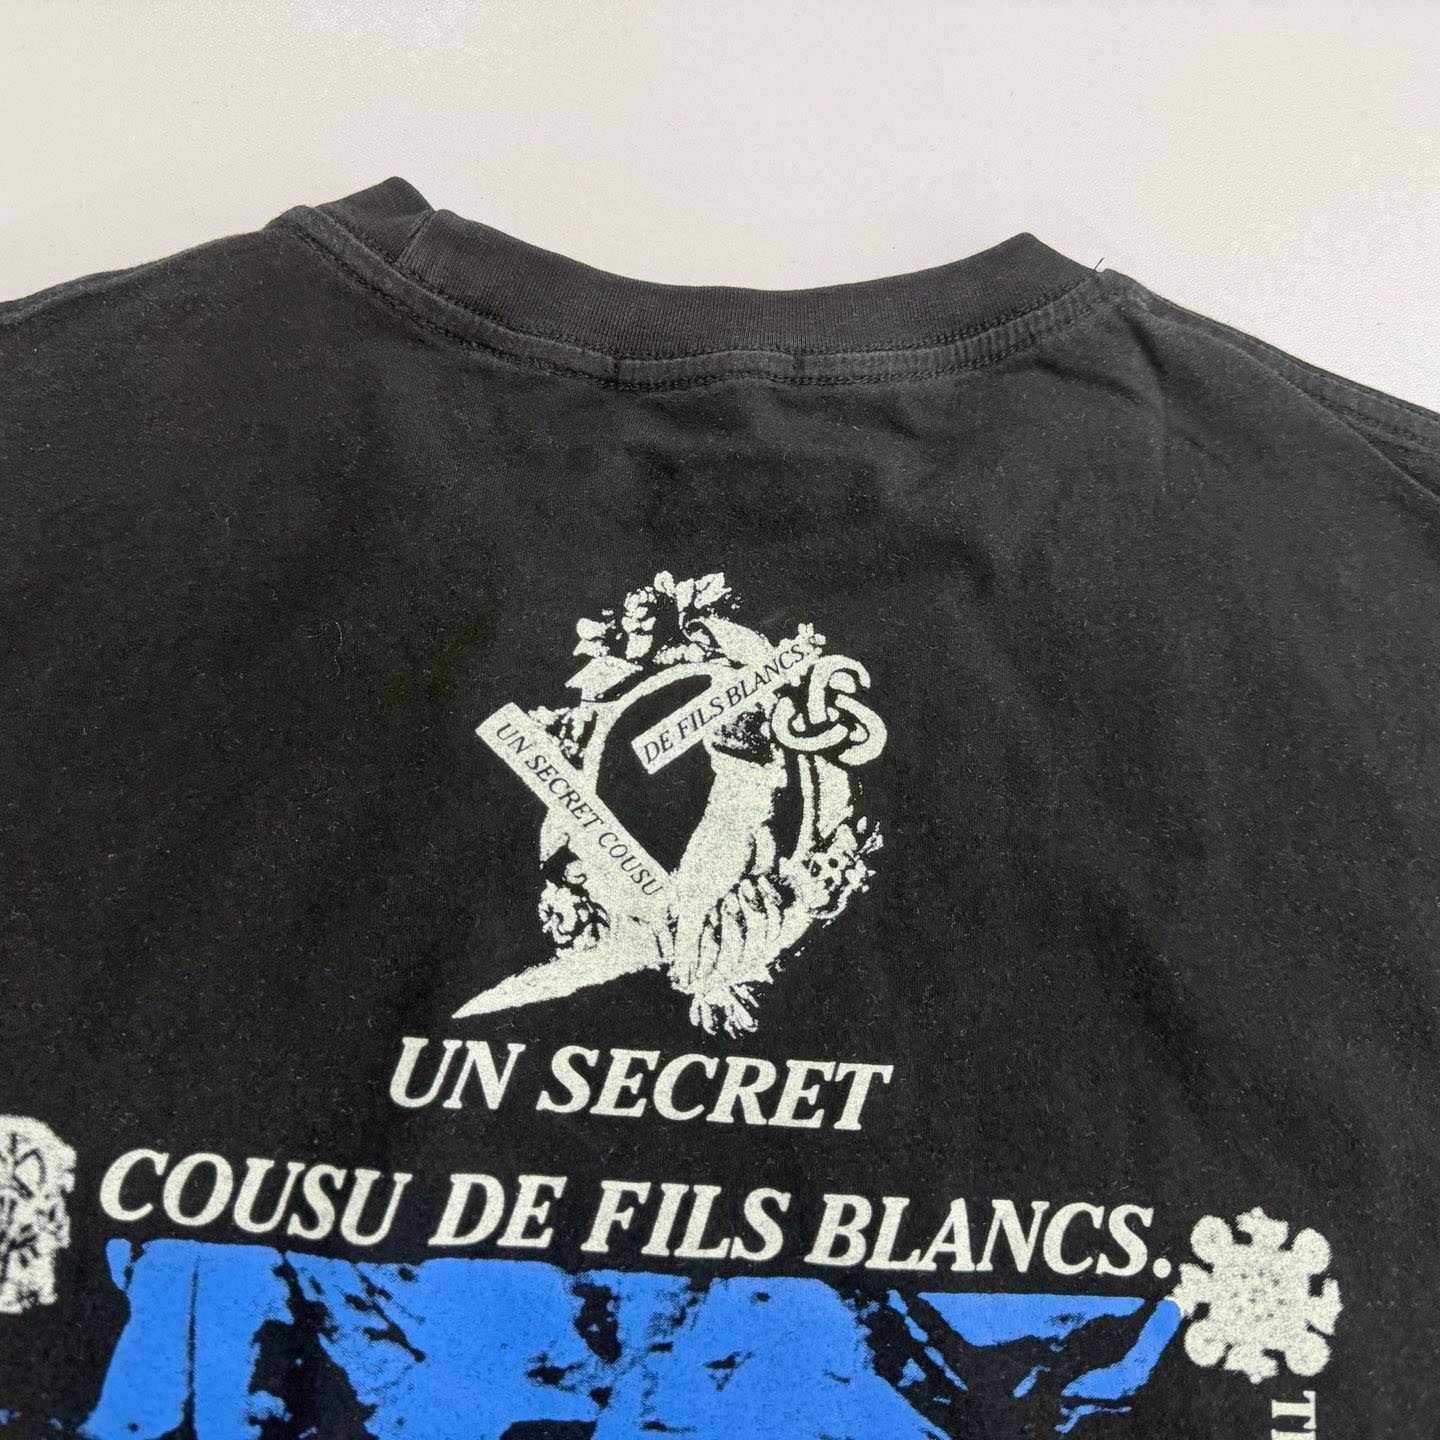 DE FILS BLANCS.
UN SECRET COUSU
UN SECRET
COUSU DE FILS BLANCS.